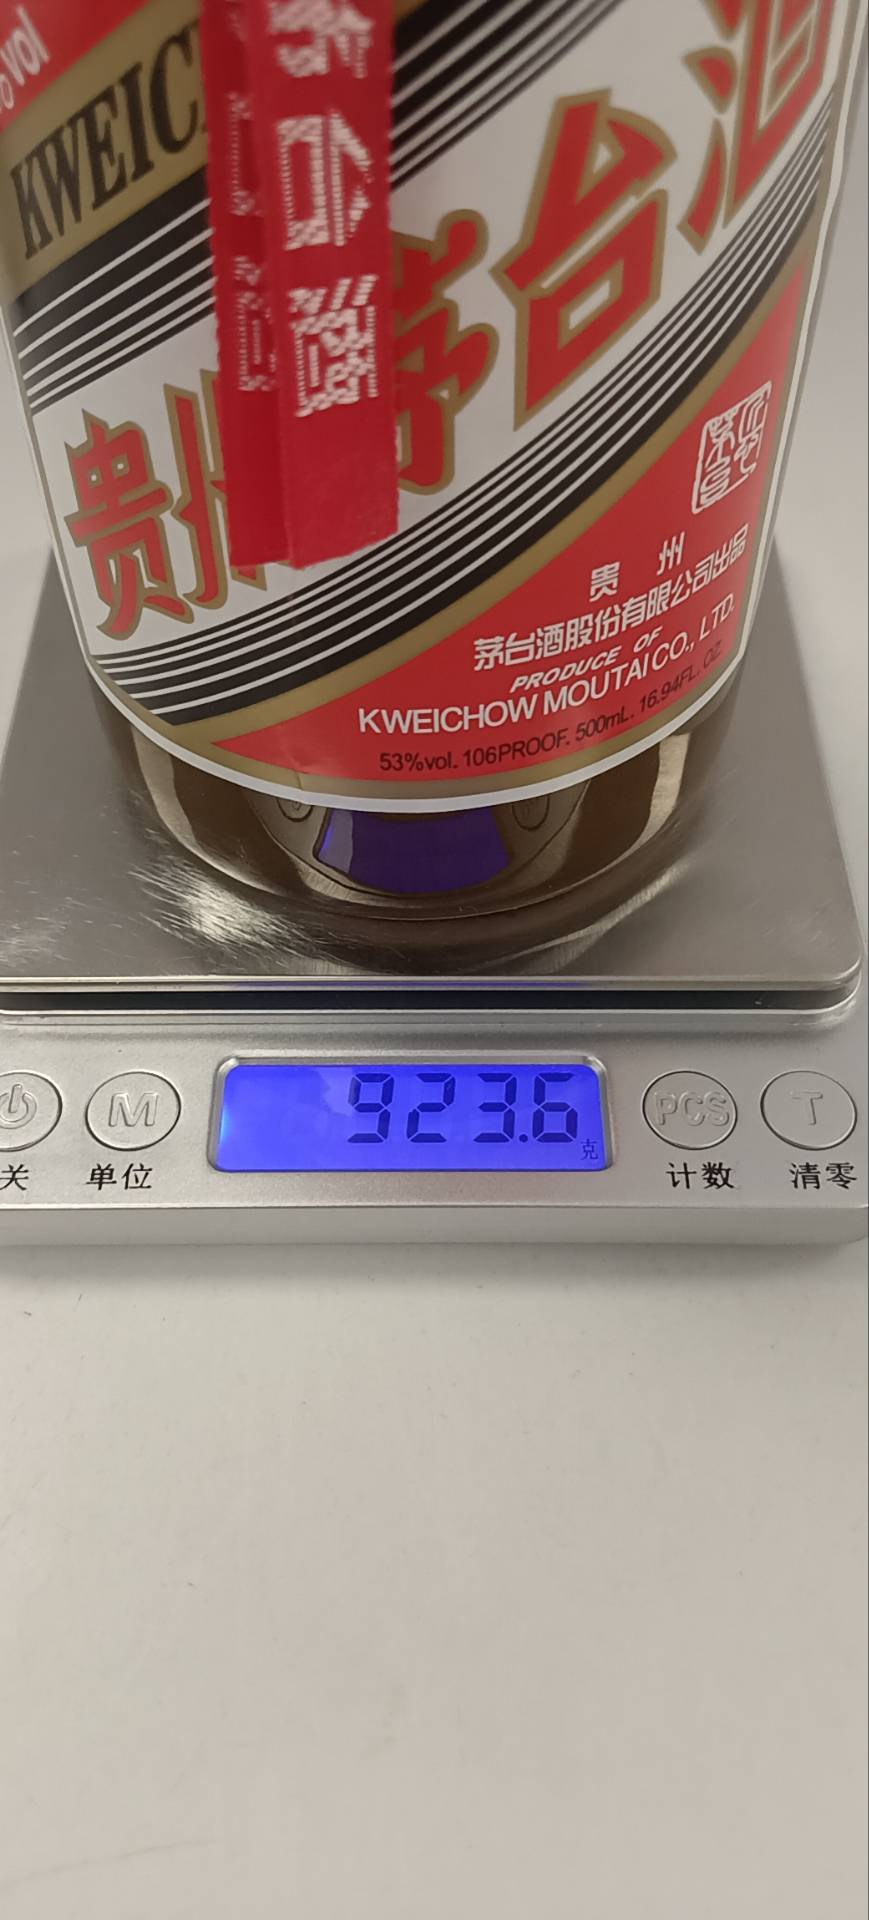 %vol
KWEIC
贵州茅台酒
贵 州
茅台酒股份有限公司出品
PRODUCE OF
KWEICHOW MOUTAI CO., LTD.
53%vol. 106PROOF. 500mL. 16.94FL. OZ.
923.6
克
M
PCS
T
关
单位
计数
清零